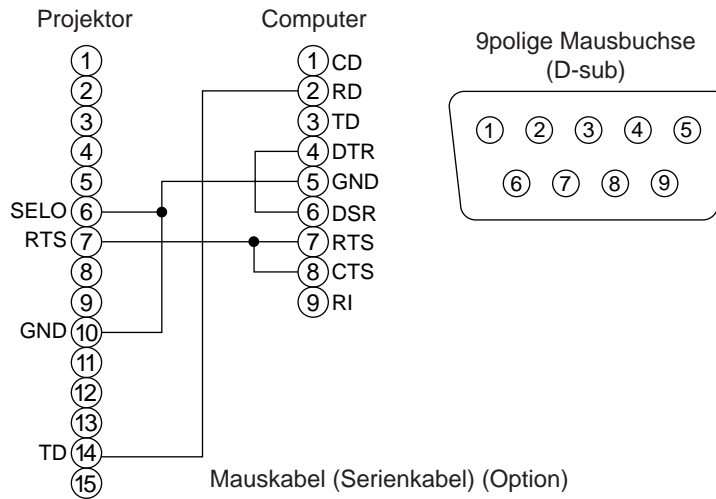 Projektor
1
2
3
4
5
SELO 6
RTS 7
8
9
GND 10
11
12
13
TD 14
15
Computer
1 CD
2 RD
3 TD
4 DTR
5 GND
6 DSR
7 RTS
8 CTS
9 RI
9polige Mausbuchse
(D-sub)
1 2 3 4 5
6 7 8 9
Mauskabel (Serienkabel) (Option)